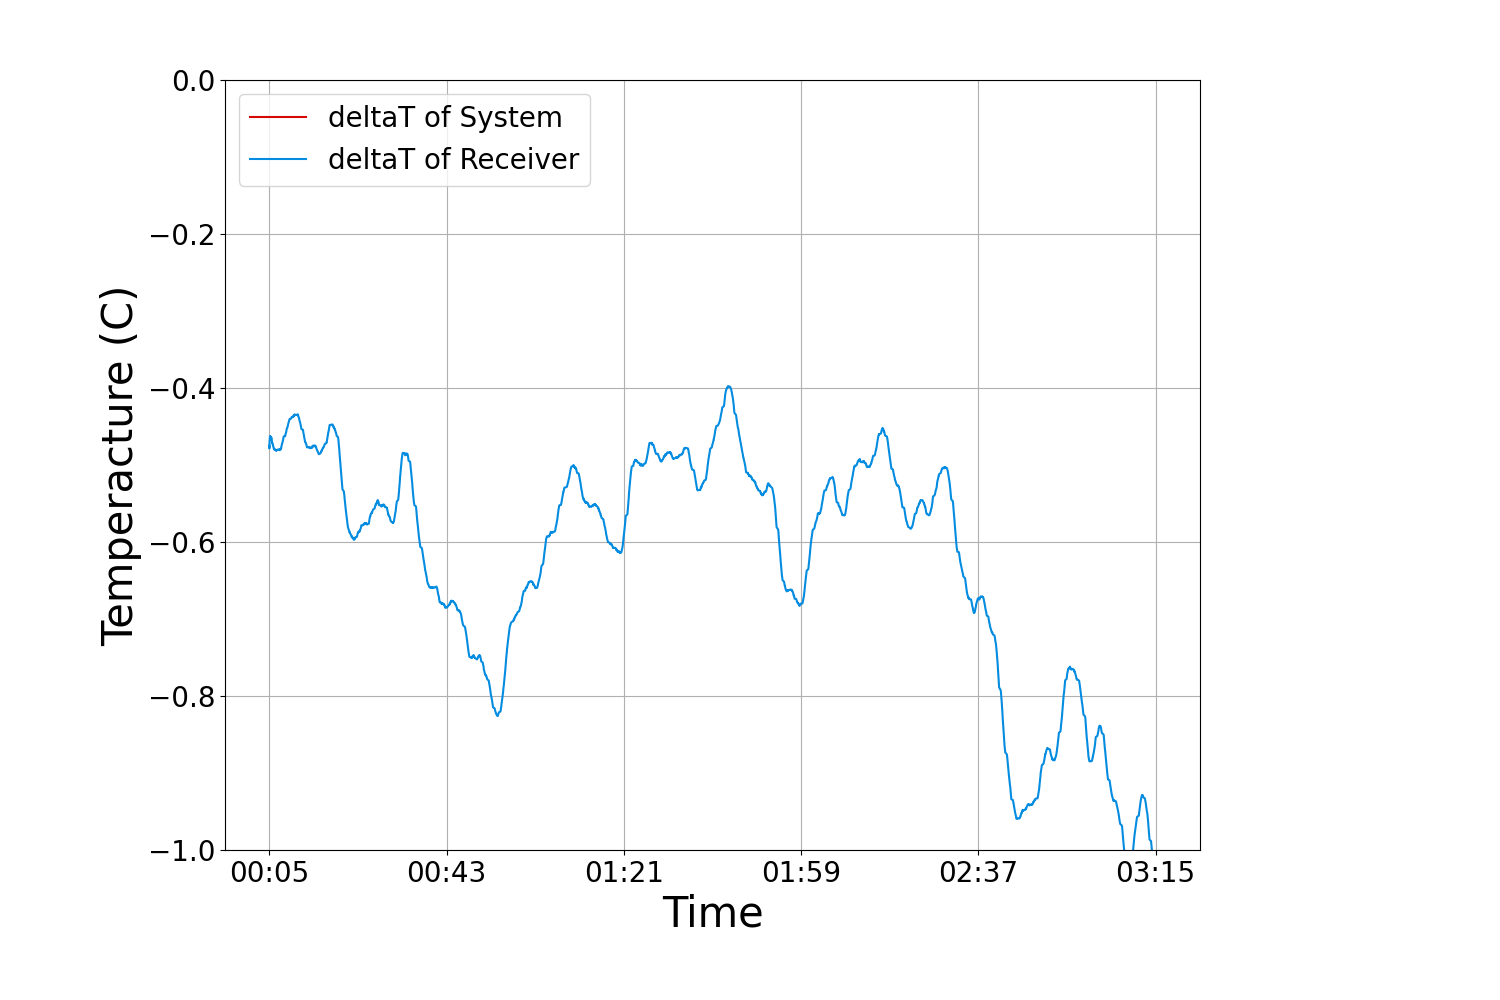 0.0
deltaT of System
deltaT of Receiver
−0.2
−0.4
−0.6
−0.8
−1.0
Temperacture (C)
00:05 00:43 01:21 01:59 02:37 03:15
Time